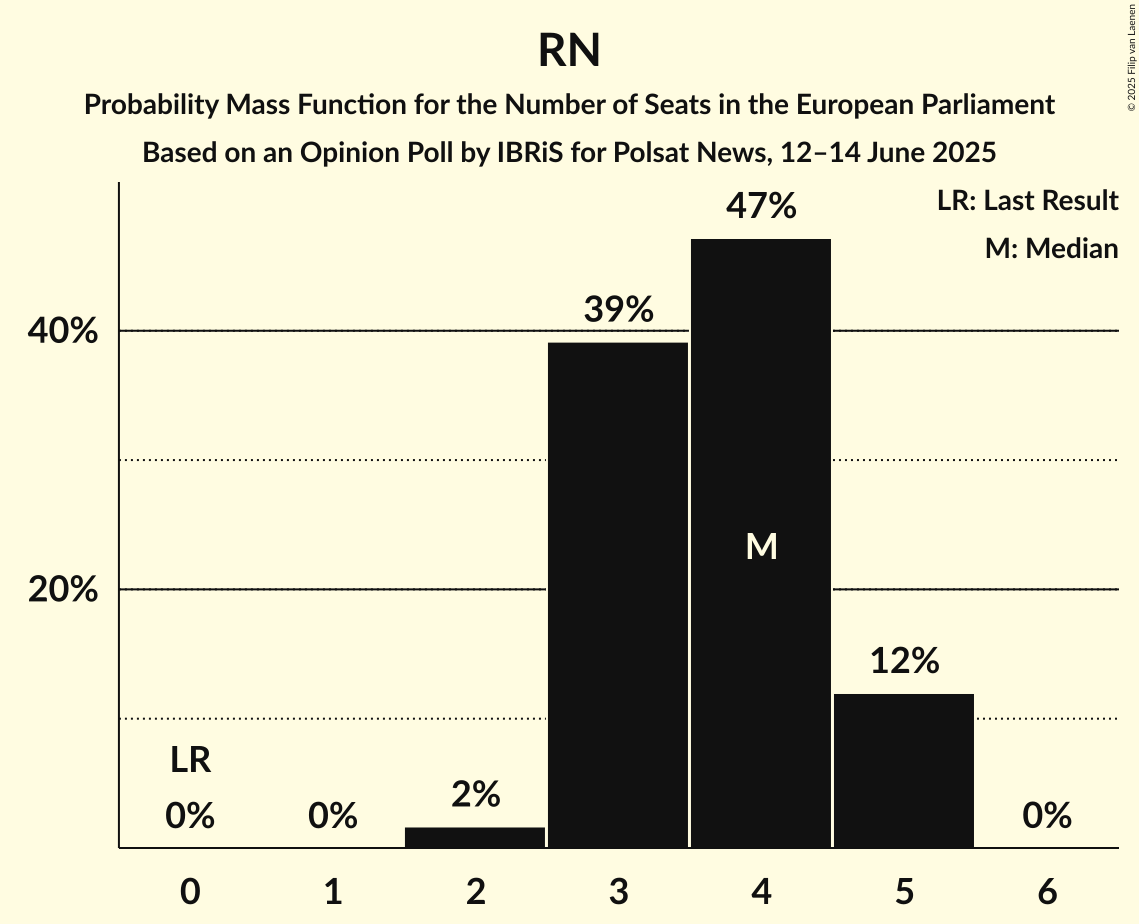 RN
Probability Mass Function for the Number of Seats in the European Parliament
Based on an Opinion Poll by IBRiS for Polsat News, 12–14 June 2025
© 2025 Filip van Laenen
LR: Last Result
M: Median
47%
39%
40%
M
20%
12%
LR
2%
0%
0%
0%
0
1
2
3
4
5
6